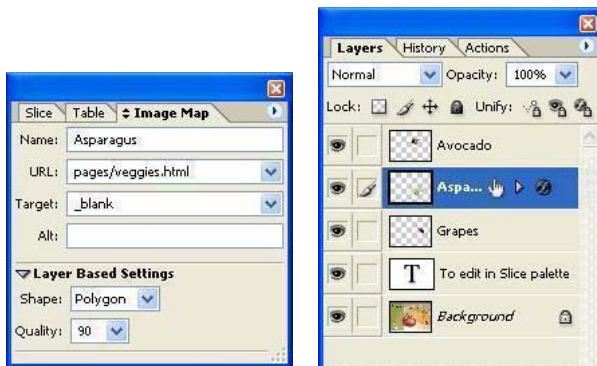 Slice Table Image Map
Name: Asparagus
URL: pages/veggies.html
Target: _blank
Alt:
Layer Based Settings
Shape: Polygon
Quality: 90
Layers History Actions
Normal Opacity: 100%
Lock: Unify:
Avocado
Aspa...
Grapes
T To edit in Slice palette
Background